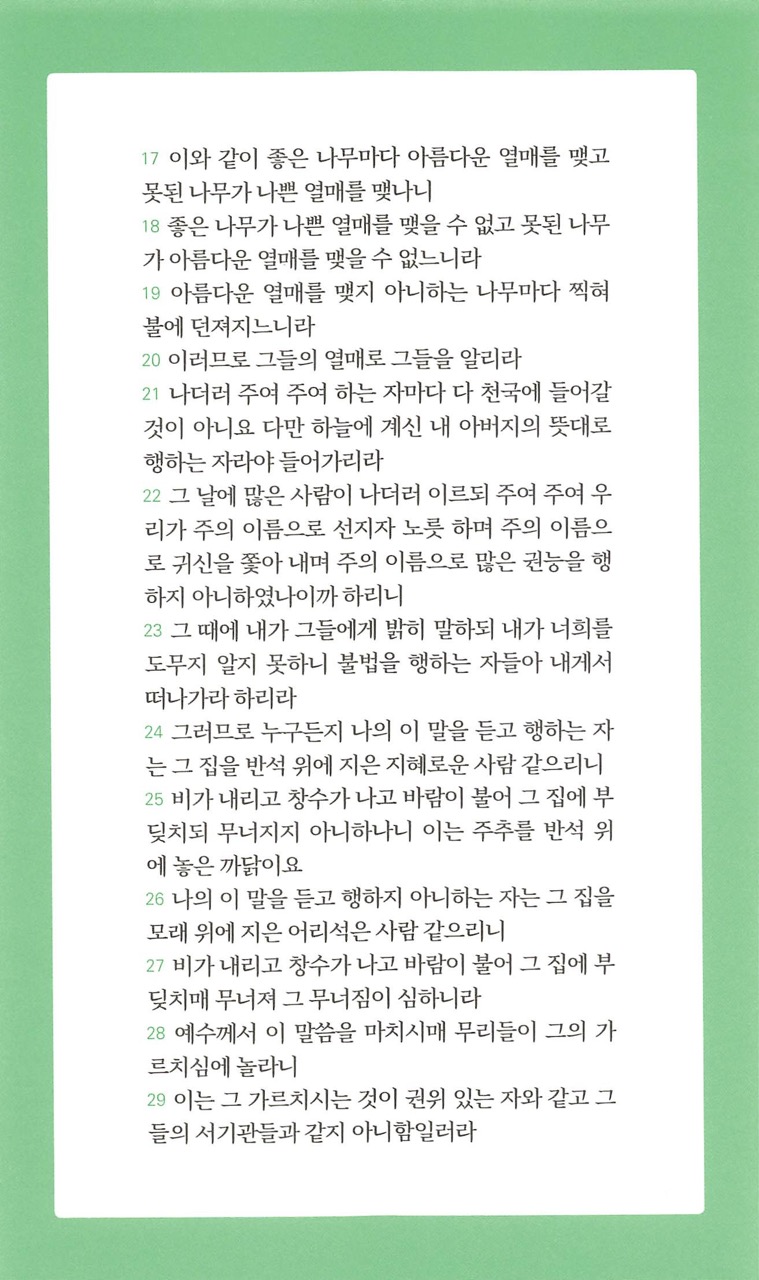 17 이와 같이 좋은 나무마다 아름다운 열매를 맺고
못된 나무가 나쁜 열매를 맺나니
18 좋은 나무가 나쁜 열매를 맺을 수 없고 못된 나무
가 아름다운 열매를 맺을 수 없느니라
19 아름다운 열매를 맺지 아니하는 나무마다 찍혀
불에 던져지느니라
20 이러므로 그들의 열매로 그들을 알리라
21 나더러 주여 주여 하는 자마다 다 천국에 들어갈
것이 아니요 다만 하늘에 계신 내 아버지의 뜻대로
행하는 자라야 들어가리라
22 그 날에 많은 사람이 나더러 이르되 주여 주여 우
리가 주의 이름으로 선지자 노릇 하며 주의 이름으
로 귀신을 쫓아 내며 주의 이름으로 많은 권능을 행
하지 아니하였나이까 하리니
23 그 때에 내가 그들에게 밝히 말하되 내가 너희를
도무지 알지 못하니 불법을 행하는 자들아 내게서
떠나가라 하리라
24 그러므로 누구든지 나의 이 말을 듣고 행하는 자
는 그 집을 반석 위에 지은 지혜로운 사람 같으리니
25 비가 내리고 창수가 나고 바람이 불어 그 집에 부
딪치되 무너지지 아니하나니 이는 주추를 반석 위
에 놓은 까닭이요
26 나의 이 말을 듣고 행하지 아니하는 자는 그 집을
모래 위에 지은 어리석은 사람 같으리니
27 비가 내리고 창수가 나고 바람이 불어 그 집에 부
딪치매 무너져 그 무너짐이 심하니라
28 예수께서 이 말씀을 마치시매 무리들이 그의 가
르치심에 놀라니
29 이는 그 가르치시는 것이 권위 있는 자와 같고 그
들의 서기관들과 같지 아니함일러라